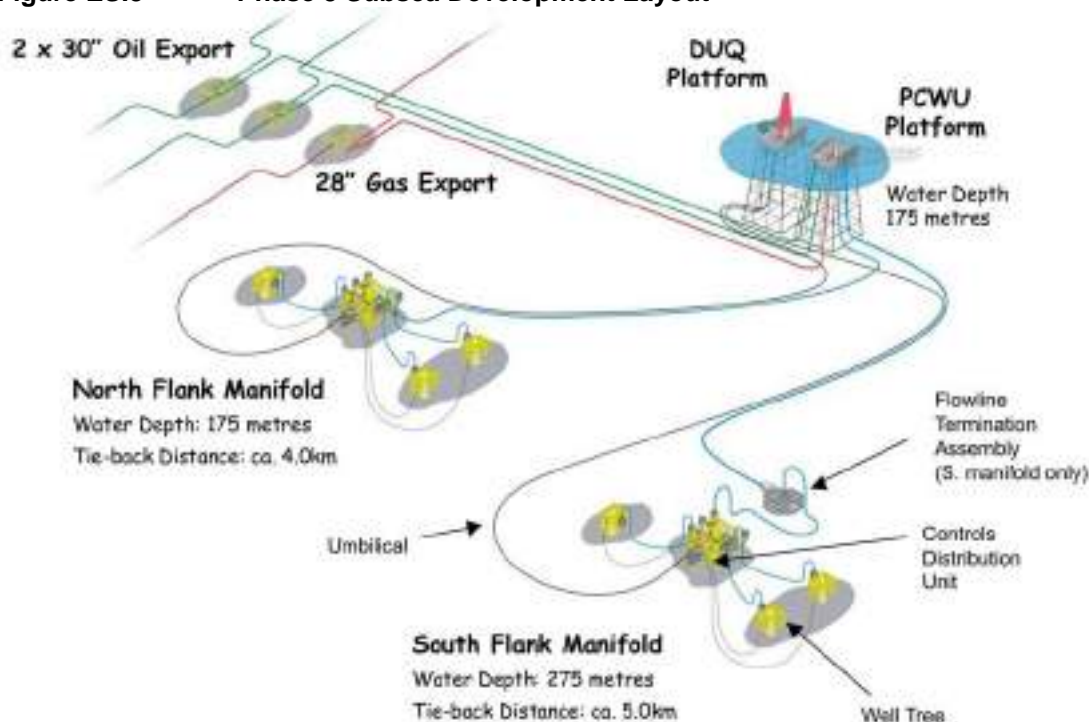 Phase 3 Subsea Development Layout
2 x 30" Oil Export
DUQ
Platform
PCWU
Platform
28" Gas Export
Water Depth
175 metres
North Flank Manifold
Water Depth: 175 metres
Tie-back Distance: ca. 4.0km
Flowline
Termination
Assembly
(S. manifold only)
Umbilical
Controls
Distribution
Unit
South Flank Manifold
Water Depth: 275 metres
Tie-back Distance: ca. 5.0km
Well Tree